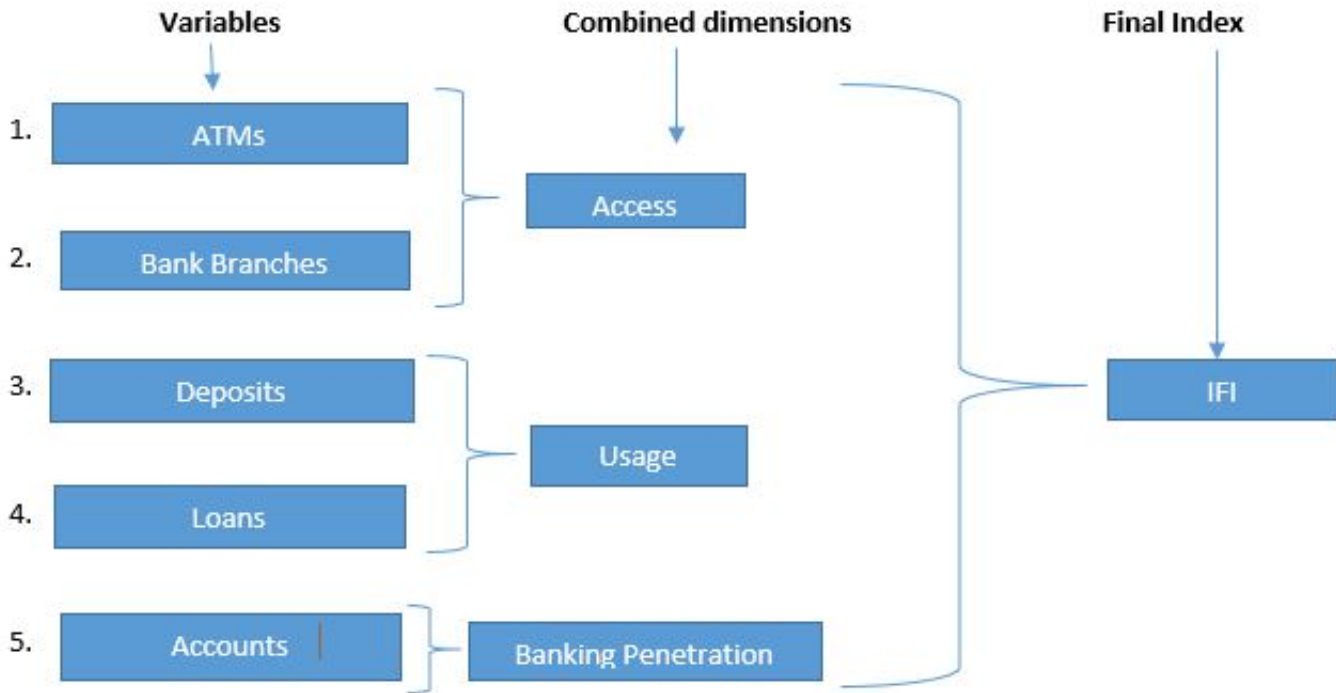 Variables
Combined dimensions
Final Index
1. ATMs
Access
2. Bank Branches
3. Deposits
IFI
Usage
4. Loans
5. Accounts
Banking Penetration